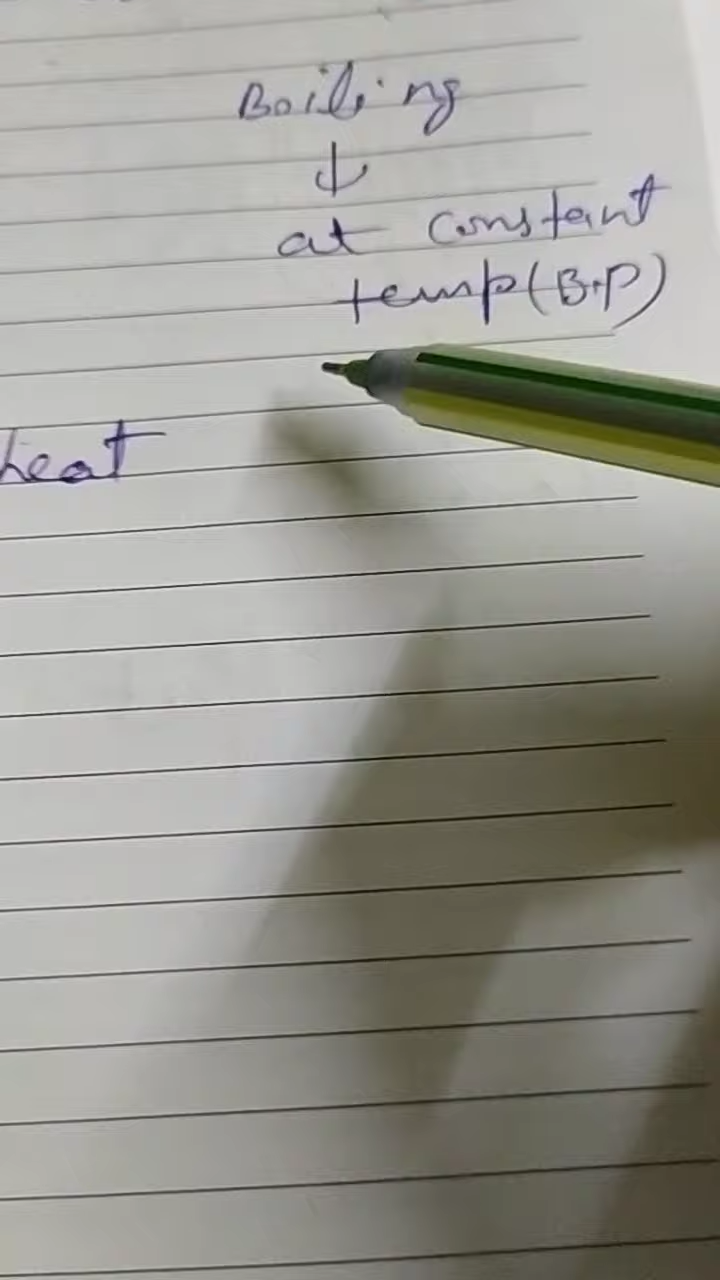 Boiling
↓
at constant
temp(B.P)
heat